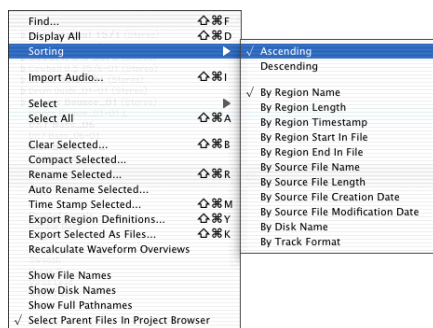 Find... ⇧⌘F
Display All ⇧⌘D
Sorting ▶
Import Audio... ⇧⌘I
Select ▶
Select All ⇧⌘A
Clear Selected... ⇧⌘B
Compact Selected...
Rename Selected... ⇧⌘R
Auto Rename Selected...
Time Stamp Selected... ⇧⌘M
Export Region Definitions... ⇧⌘Y
Export Selected As Files... ⇧⌘K
Recalculate Waveform Overviews
Show File Names
Show Disk Names
Show Full Pathnames
√ Select Parent Files In Project Browser
√ Ascending
Descending
√ By Region Name
By Region Length
By Region Timestamp
By Region Start In File
By Region End In File
By Source File Name
By Source File Length
By Source File Creation Date
By Source File Modification Date
By Disk Name
By Track Format